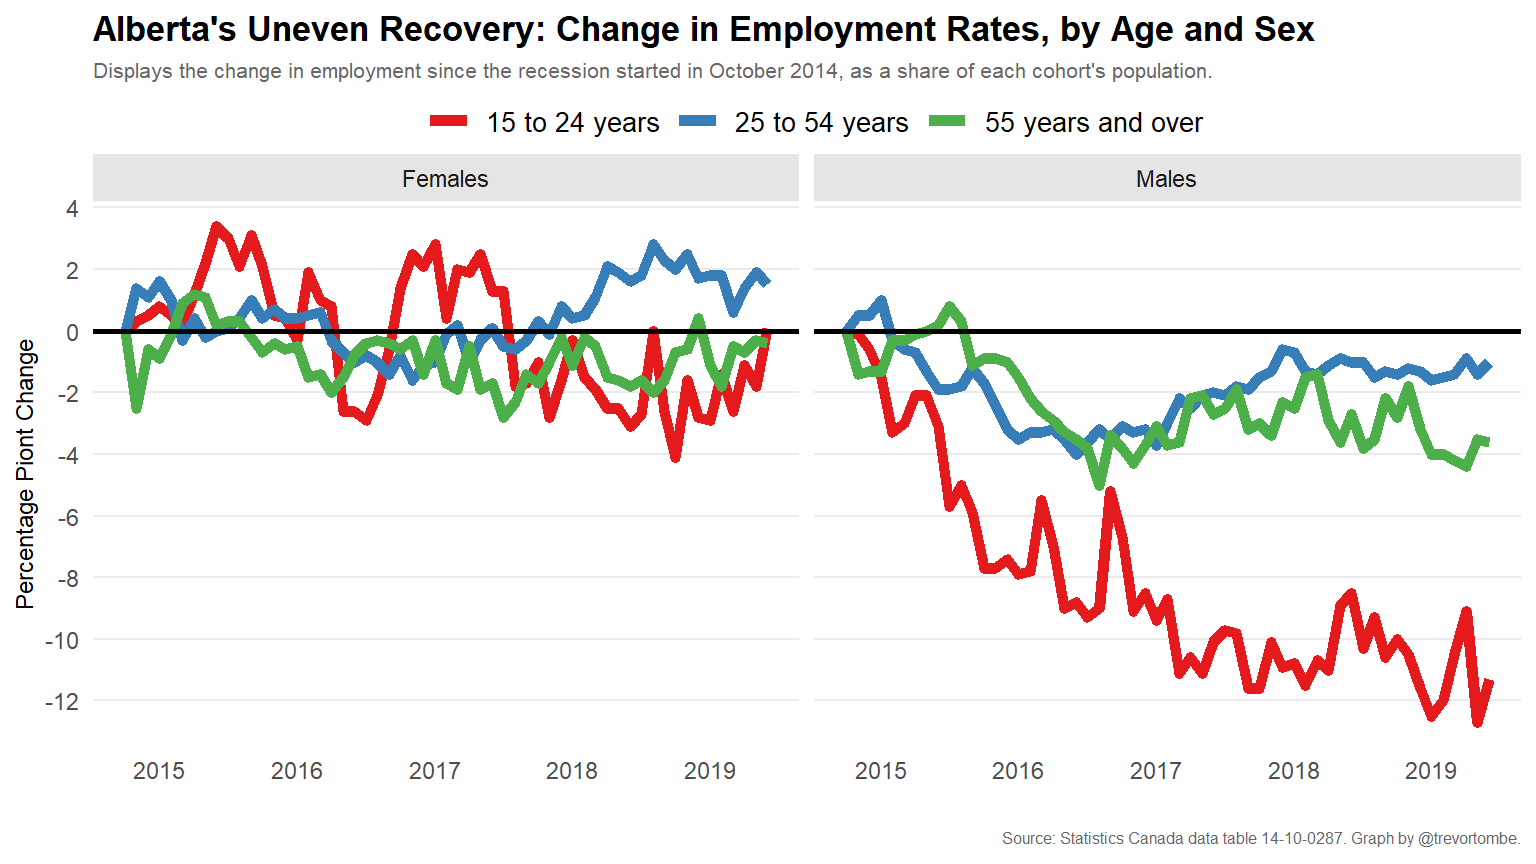 Alberta's Uneven Recovery: Change in Employment Rates, by Age and Sex
Displays the change in employment since the recession started in October 2014, as a share of each cohort's population.
15 to 24 years 25 to 54 years 55 years and over
Females Males
Percentage Piont Change
4
2
0
-2
-4
-6
-8
-10
-12
2015 2016 2017 2018 2019 2015 2016 2017 2018 2019
Source: Statistics Canada data table 14-10-0287. Graph by @trevortombe.